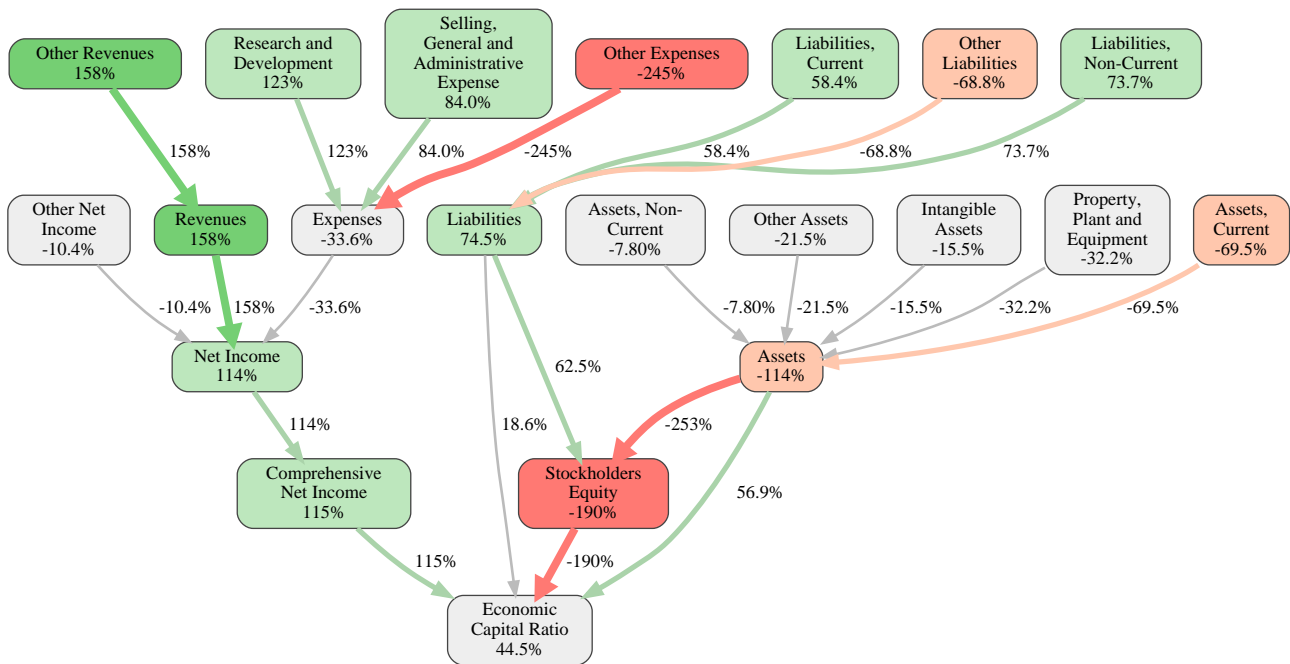 Other Revenues
158%
Research and
Development
123%
Selling,
General and
Administrative
Expense
84.0%
Other Expenses
-245%
Liabilities,
Current
58.4%
Other
Liabilities
-68.8%
Liabilities,
Non-Current
73.7%
158%
123%
84.0%
-245%
58.4%
-68.8%
73.7%
Other Net
Income
-10.4%
Revenues
158%
Expenses
-33.6%
Liabilities
74.5%
Assets, Non-
Current
-7.80%
Other Assets
-21.5%
Intangible
Assets
-15.5%
Property,
Plant and
Equipment
-32.2%
Assets,
Current
-69.5%
-10.4%
158%
-33.6%
-7.80%
-21.5%
-15.5%
-32.2%
-69.5%
Net Income
114%
62.5%
Assets
-114%
114%
18.6%
-253%
56.9%
Comprehensive
Net Income
115%
Stockholders
Equity
-190%
115%
-190%
Economic
Capital Ratio
44.5%